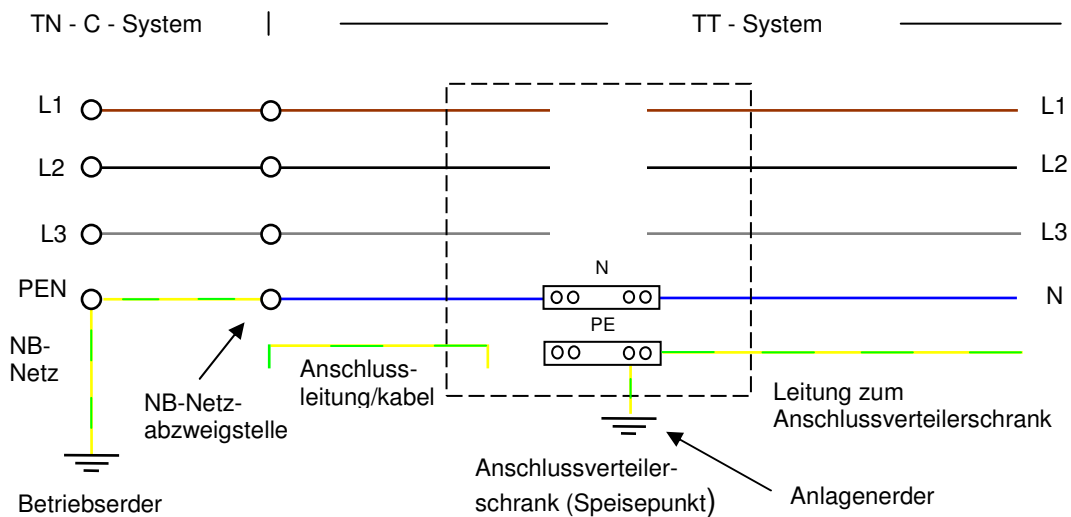 TN - C - System
TT - System
L1
L1
L2
L2
L3
L3
PEN
N
N
PE
NB-
Netz
NB-Netz-
abzweigstelle
Anschluss-
leitung/kabel
Leitung zum
Anschlussverteilerschrank
Betriebserder
Anschlussverteiler-
schrank (Speisepunkt)
Anlagenerder